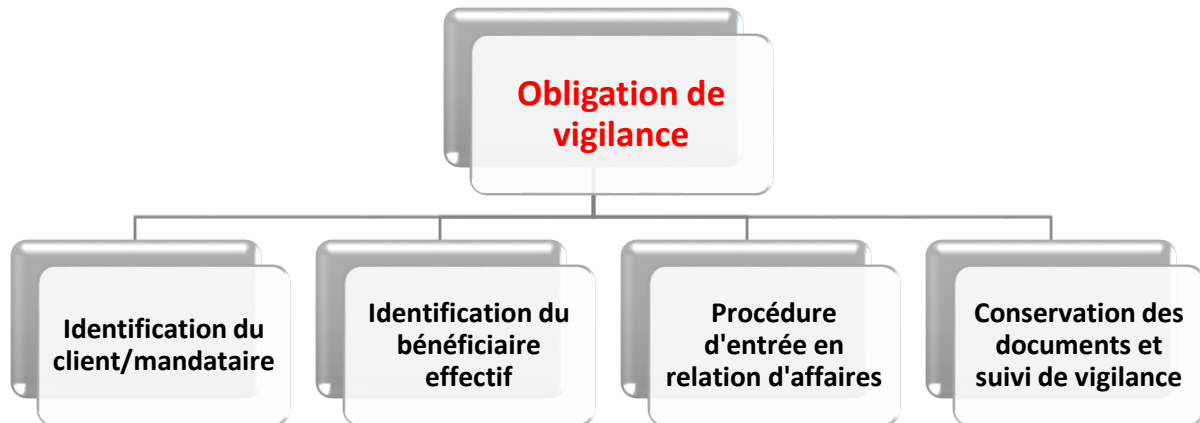 Obligation de
vigilance
Identification du
client/mandataire
Identification du
bénéficiaire
effectif
Procédure
d'entrée en
relation d'affaires
Conservation des
documents et
suivi de vigilance